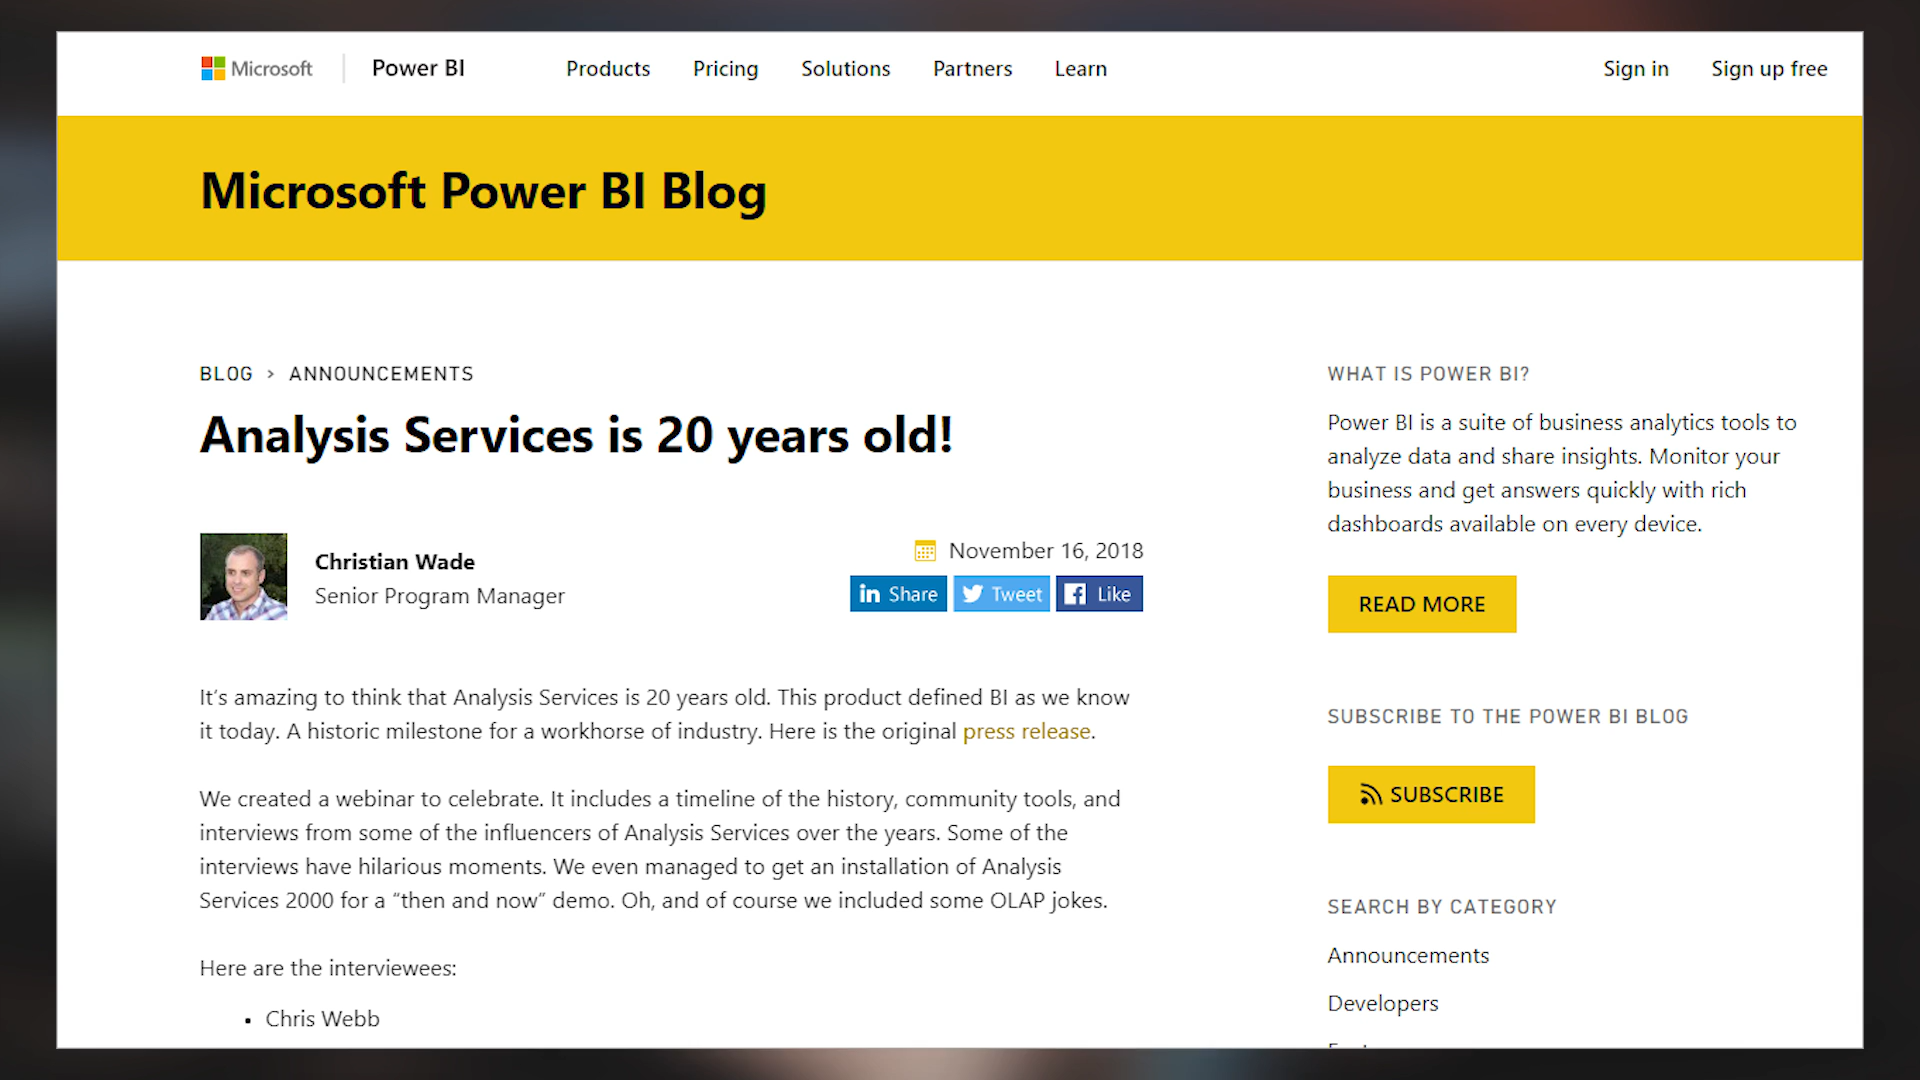 Microsoft Power BI Products Pricing Solutions Partners Learn Sign in Sign up free
Microsoft Power BI Blog
BLOG > ANNOUNCEMENTS
Analysis Services is 20 years old!
Christian Wade
Senior Program Manager
November 16, 2018
in Share Tweet Like
It's amazing to think that Analysis Services is 20 years old. This product defined BI as we know
it today. A historic milestone for a workhorse of industry. Here is the original press release.
We created a webinar to celebrate. It includes a timeline of the history, community tools, and
interviews from some of the influencers of Analysis Services over the years. Some of the
interviews have hilarious moments. We even managed to get an installation of Analysis
Services 2000 for a “then and now” demo. Oh, and of course we included some OLAP jokes.
Here are the interviewees:
▪ Chris Webb
WHAT IS POWER BI?
Power BI is a suite of business analytics tools to
analyze data and share insights. Monitor your
business and get answers quickly with rich
dashboards available on every device.
READ MORE
SUBSCRIBE TO THE POWER BI BLOG
SUBSCRIBE
SEARCH BY CATEGORY
Announcements
Developers